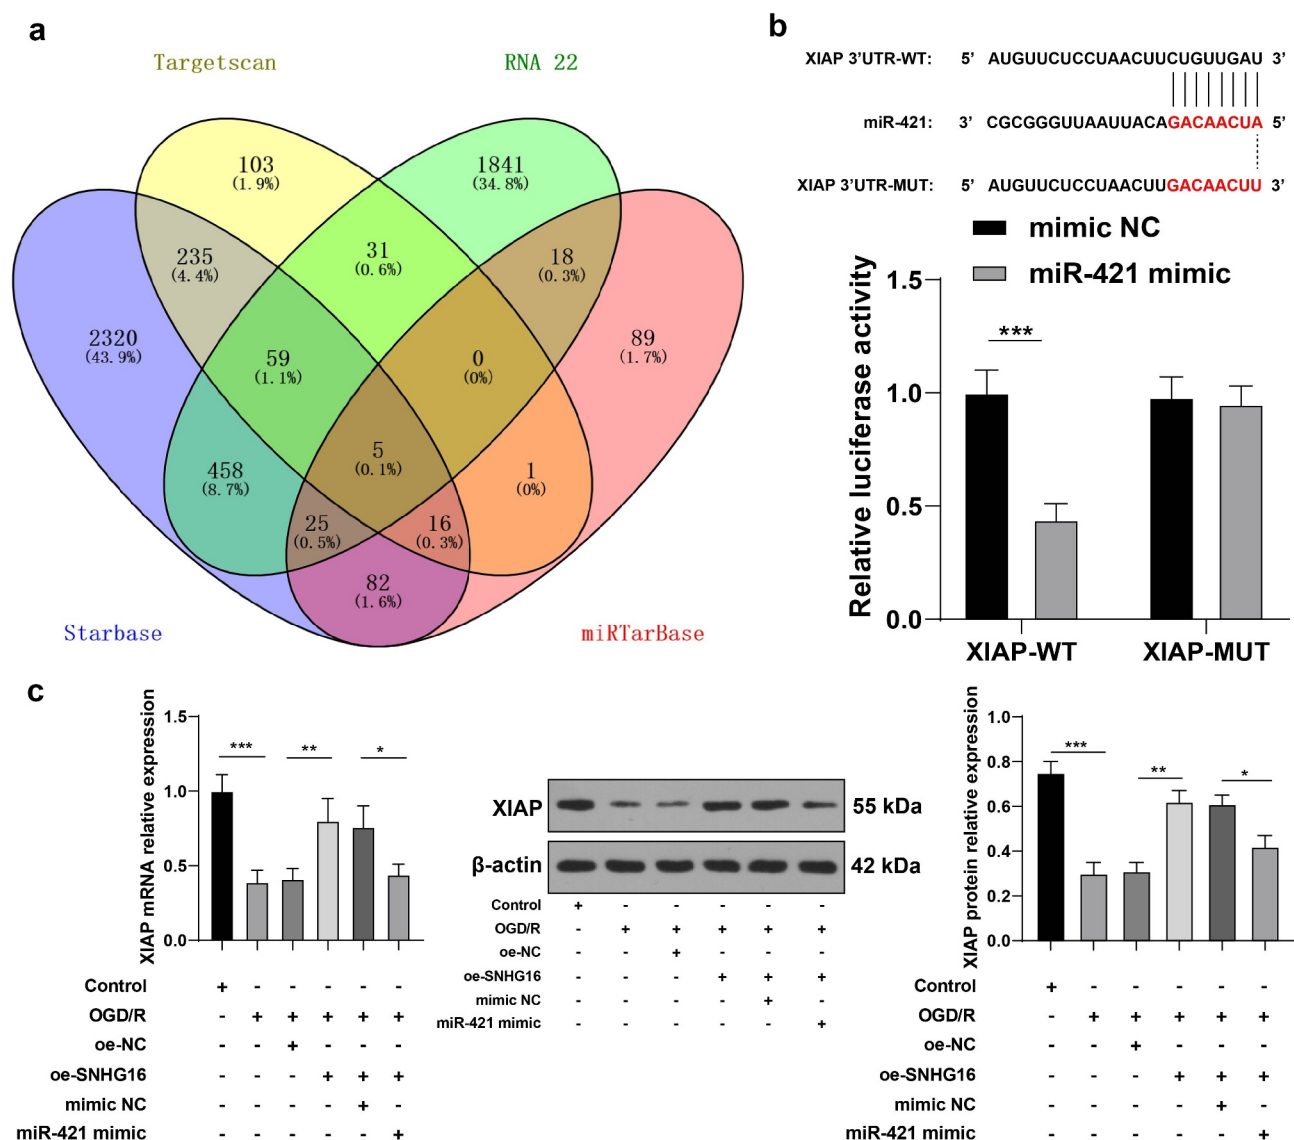 a
Targetscan
RNA 22
103
(1.9%)
1841
(34.8%)
235
(4.4%)
31
(0.6%)
18
(0.3%)
2320
(43.9%)
59
(1.1%)
0
(0%)
89
(1.7%)
458
(8.7%)
5
(0.1%)
1
(0%)
25
(0.5%)
16
(0.3%)
82
(1.6%)
Starbase
miRTarBase
b
XIAP 3'UTR-WT: 5' AUGUUCUCCUAACUUCUGUUGAU 3'
miR-421: 3' CGCGGGUUAAUUACAGACAACUA 5'
XIAP 3'UTR-MUT: 5' AUGUUCUCCUAACUUGACAACUU 3'
mimic NC
miR-421 mimic
Relative luciferase activity
1.5
1.0
0.5
0.0
***
XIAP-WT
XIAP-MUT
c
XIAP mRNA relative expression
1.5
1.0
0.5
0.0
*** ** *
Control + - - - - -
OGD/R - + + + + +
oe-NC - - + - - -
oe-SNHG16 - - - + + +
mimic NC - - - - + -
miR-421 mimic - - - - - +
XIAP 55 kDa
β-actin 42 kDa
Control + - - - - -
OGD/R - + + + + +
oe-NC - - + - - -
oe-SNHG16 - - - + + +
mimic NC - - - - + -
miR-421 mimic - - - - - +
XIAP protein relative expression
1.0
0.8
0.6
0.4
0.2
0.0
*** ** *
Control + - - - - -
OGD/R - + + + + +
oe-NC - - + - - -
oe-SNHG16 - - - + + +
mimic NC - - - - + -
miR-421 mimic - - - - - +